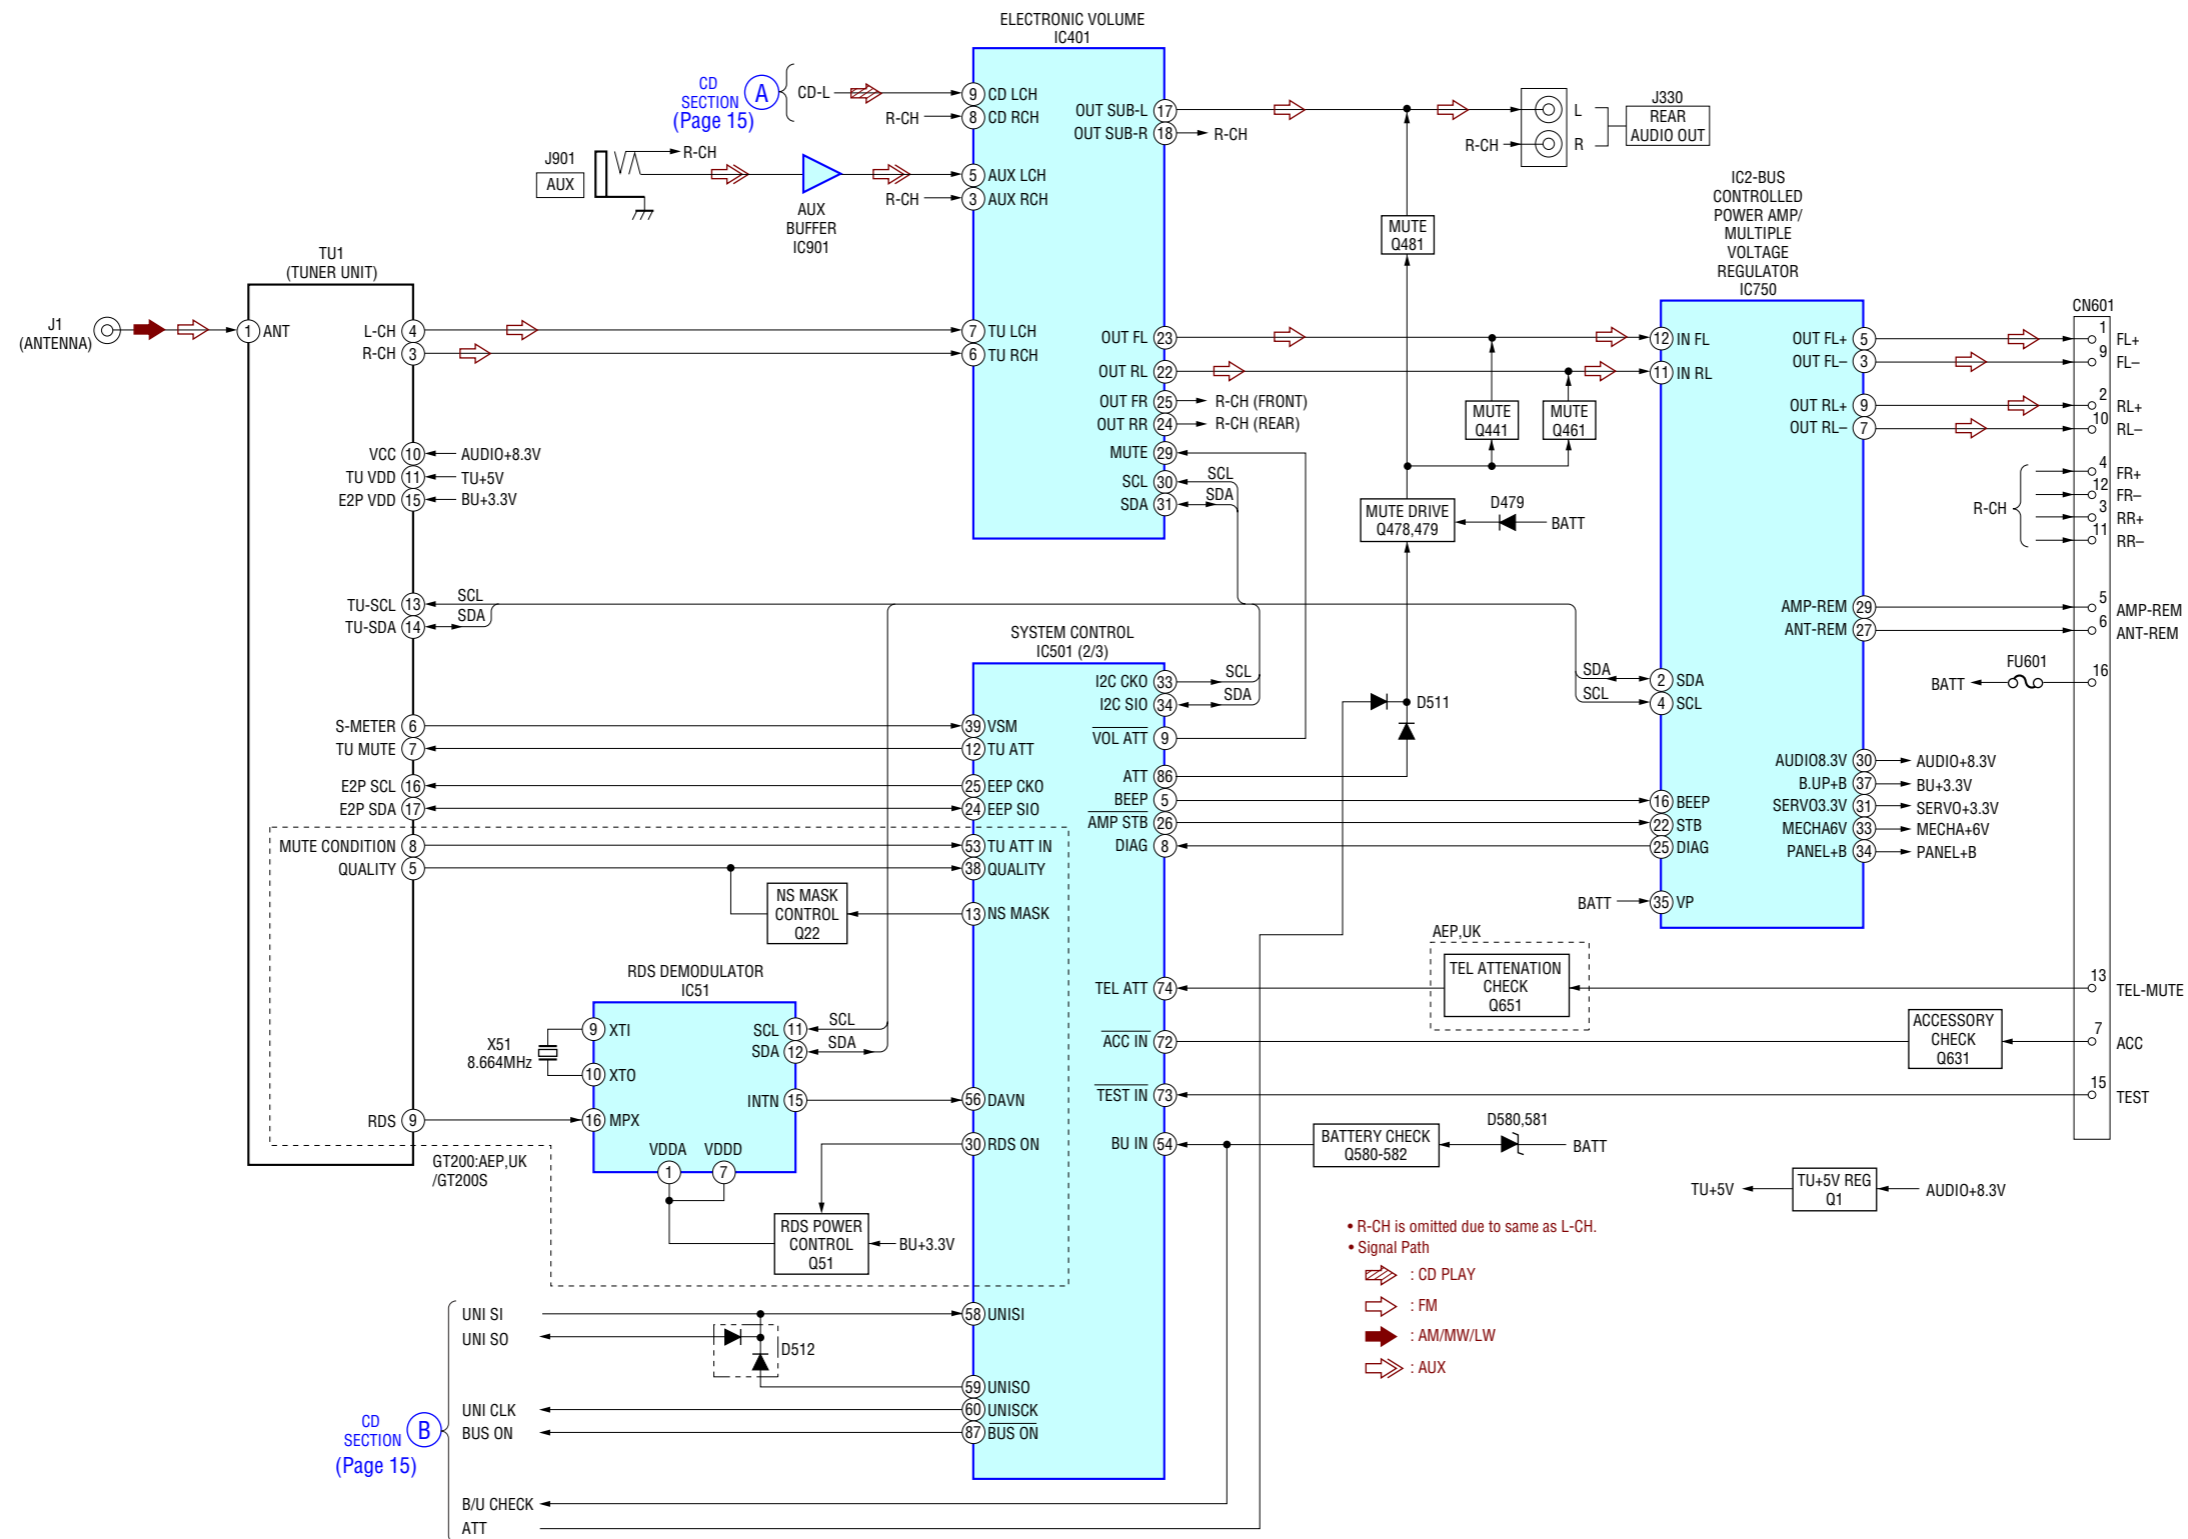 ELECTRONIC VOLUME
IC401
CD
SECTION
(Page 15)
A
CD-L
R-CH
9 CD LCH
8 CD RCH
5 AUX LCH
3 AUX RCH
7 TU LCH
6 TU RCH
OUT SUB-L 17
OUT SUB-R 18
R-CH
OUT FL 23
OUT RL 22
OUT FR 25
R-CH (FRONT)
OUT RR 24
R-CH (REAR)
MUTE 29
SCL 30
SCL
SDA 31
SDA
J901
AUX
R-CH
R-CH
AUX
BUFFER
IC901
L
R
R-CH
J330
REAR
AUDIO OUT
MUTE
Q481
MUTE
Q441
MUTE
Q461
MUTE DRIVE
Q478,479
D479
BATT
D511
TU1
(TUNER UNIT)
J1
(ANTENNA)
1 ANT
L-CH 4
R-CH 3
VCC 10 AUDIO+8.3V
TU VDD 11 TU+5V
E2P VDD 15 BU+3.3V
TU-SCL 13 SCL
TU-SDA 14 SDA
S-METER 6
TU MUTE 7
E2P SCL 16
E2P SDA 17
MUTE CONDITION 8
QUALITY 5
RDS 9
GT200:AEP,UK
/GT200S
NS MASK
CONTROL
Q22
RDS DEMODULATOR
IC51
X51
8.664MHz
9 XTI
10 XTO
16 MPX
SCL 11 SCL
SDA 12 SDA
INTN 15
VDDA VDDD
1 7
RDS POWER
CONTROL
Q51
BU+3.3V
SYSTEM CONTROL
IC501 (2/3)
39 VSM
12 TU ATT
25 EEP CKO
24 EEP SIO
53 TU ATT IN
38 QUALITY
13 NS MASK
56 DAVN
30 RDS ON
58 UNISI
59 UNISO
60 UNISCK
87 BUS ON
I2C CKO 33 SCL
I2C SIO 34 SDA
VOL ATT 9
ATT 86
BEEP 5
AMP STB 26
DIAG 8
TEL ATT 74
ACC IN 72
TEST IN 73
BU IN 54
IC2-BUS
CONTROLLED
POWER AMP/
MULTIPLE
VOLTAGE
REGULATOR
IC750
12 IN FL
11 IN RL
SDA 2 SDA
SCL 4 SCL
16 BEEP
22 STB
25 DIAG
BATT 35 VP
OUT FL+ 5
OUT FL– 3
OUT RL+ 9
OUT RL– 7
AMP-REM 29
ANT-REM 27
AUDIO8.3V 30 AUDIO+8.3V
B.UP+B 37 BU+3.3V
SERVO3.3V 31 SERVO+3.3V
MECHA6V 33 MECHA+6V
PANEL+B 34 PANEL+B
CN601
1 FL+
9 FL–
2 RL+
10 RL–
R-CH
4 FR+
12 FR–
3 RR+
11 RR–
5 AMP-REM
6 ANT-REM
FU601
BATT
16
13 TEL-MUTE
7 ACC
15 TEST
AEP,UK
TEL ATTENATION
CHECK
Q651
ACCESSORY
CHECK
Q631
BATTERY CHECK
Q580-582
D580,581
BATT
TU+5V
TU+5V REG
Q1
AUDIO+8.3V
• R-CH is omitted due to same as L-CH.
• Signal Path
: CD PLAY
: FM
: AM/MW/LW
: AUX
CD
SECTION
(Page 15)
B
UNI SI
UNI SO
D512
UNI CLK
BUS ON
B/U CHECK
ATT